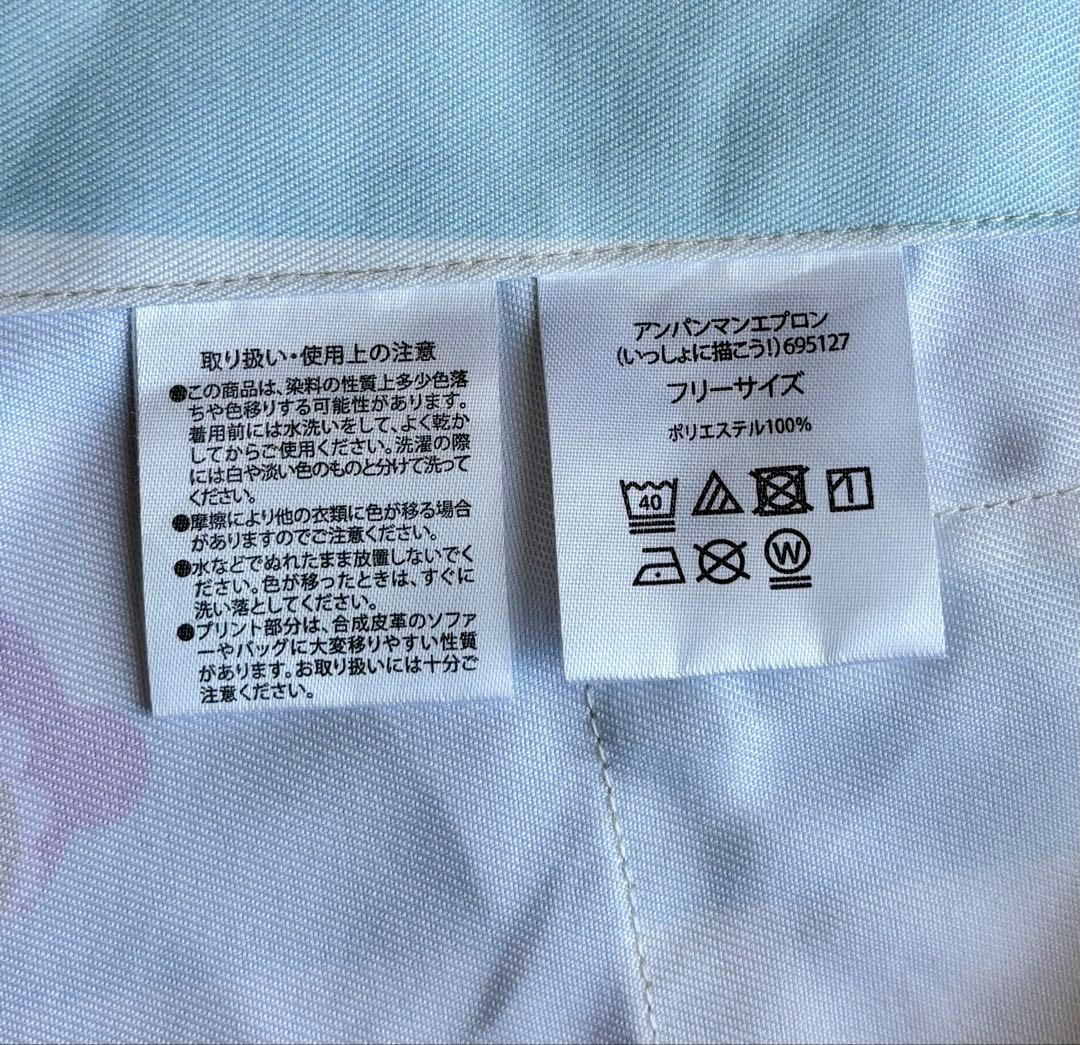 取り扱い・使用上の注意
●この商品は、染料の性質上多少色落
ちや色移りする可能性があります。
着用前には水洗いをして、よく乾か
してからご使用ください。洗濯の際
には白や淡い色のものと分けて洗って
ください。
●摩擦により他の衣類に色が移る場合
がありますのでご注意ください。
●水などでぬれたまま放置しないでく
ださい。色が移ったときは、すぐに
洗い落としてください。
●プリント部分は、合成皮革のソファ
ーやバッグに大変移りやすい性質
があります。お取り扱いには十分ご
注意ください。
アンパンマンエプロン
(いっしょに描こう!)695127
フリーサイズ
ポリエステル100%
40
W